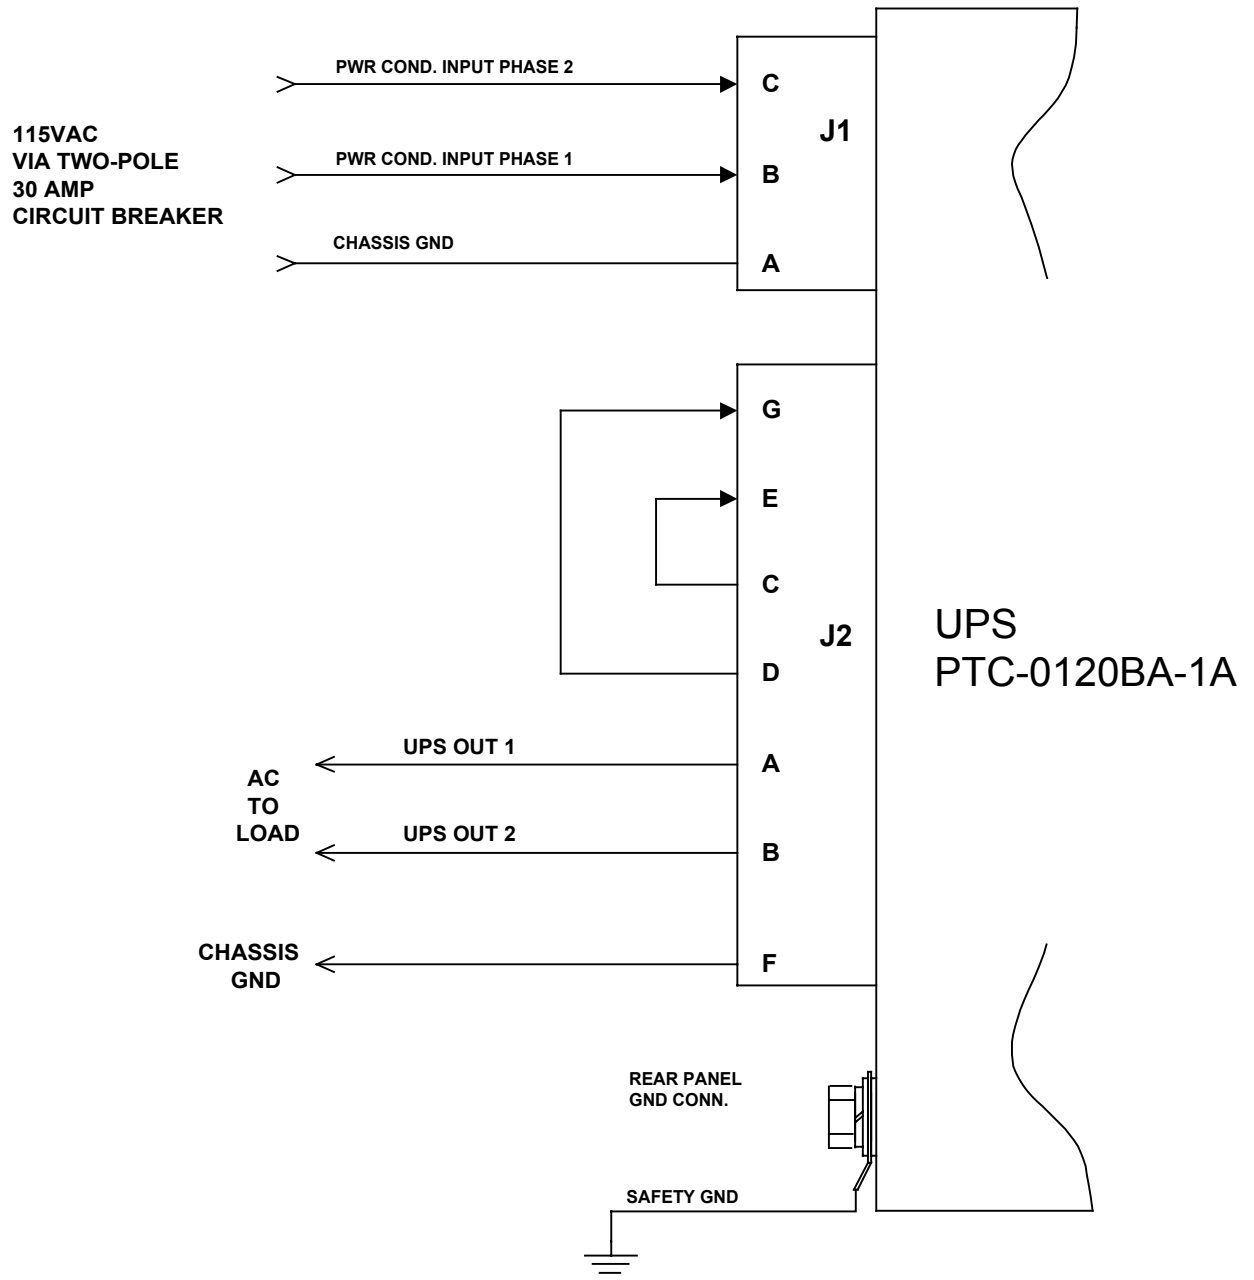 PWR COND. INPUT PHASE 2
C
J1
115VAC
VIA TWO-POLE
30 AMP
CIRCUIT BREAKER
PWR COND. INPUT PHASE 1
B
CHASSIS GND
A
G
E
C
J2
D
UPS
PTC-0120BA-1A
UPS OUT 1
A
AC
TO
LOAD
UPS OUT 2
B
CHASSIS
GND
F
REAR PANEL
GND CONN.
SAFETY GND